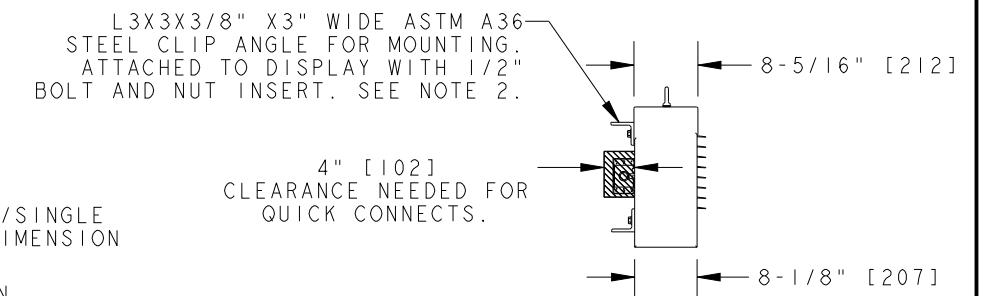 L3X3X3/8" X3" WIDE ASTM A36
STEEL CLIP ANGLE FOR MOUNTING.
ATTACHED TO DISPLAY WITH 1/2"
BOLT AND NUT INSERT. SEE NOTE 2.
8-5/16" [212]
4" [102]
CLEARANCE NEEDED FOR
QUICK CONNECTS.
/SINGLE
IMENSION
8-1/8" [207]